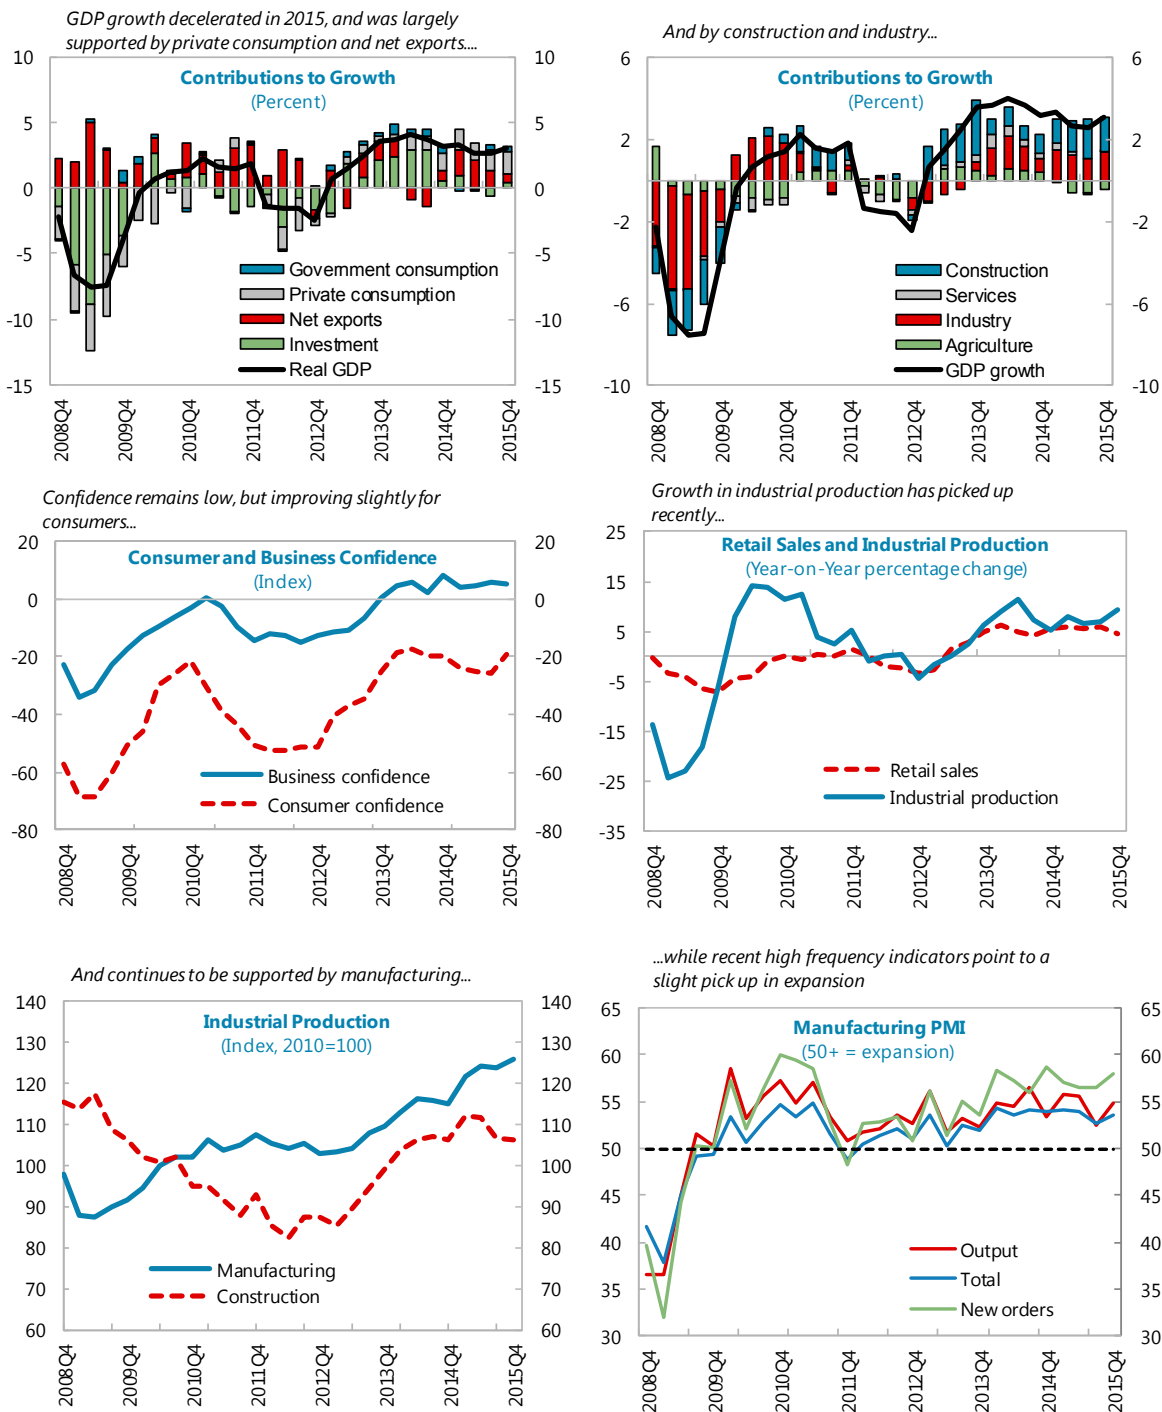 GDP growth decelerated in 2015, and was largely
supported by private consumption and net exports....
Contributions to Growth
(Percent)
10
5
0
-5
-10
-15
10
5
0
-5
-10
-15
Government consumption
Private consumption
Net exports
Investment
Real GDP
2008Q4
2009Q4
2010Q4
2011Q4
2012Q4
2013Q4
2014Q4
2015Q4
And by construction and industry...
Contributions to Growth
(Percent)
6
2
-2
-6
-10
6
2
-2
-6
-10
Construction
Services
Industry
Agriculture
GDP growth
2008Q4
2009Q4
2010Q4
2011Q4
2012Q4
2013Q4
2014Q4
2015Q4
Confidence remains low, but improving slightly for
consumers...
Consumer and Business Confidence
(Index)
20
0
-20
-40
-60
-80
20
0
-20
-40
-60
-80
Business confidence
Consumer confidence
2008Q4
2009Q4
2010Q4
2011Q4
2012Q4
2013Q4
2014Q4
2015Q4
Growth in industrial production has picked up
recently...
Retail Sales and Industrial Production
(Year-on-Year percentage change)
25
15
5
-5
-15
-25
-35
Retail sales
Industrial production
2008Q4
2009Q4
2010Q4
2011Q4
2012Q4
2013Q4
2014Q4
2015Q4
And continues to be supported by manufacturing...
Industrial Production
(Index, 2010=100)
140
130
120
110
100
90
80
70
60
140
130
120
110
100
90
80
70
60
Manufacturing
Construction
2008Q4
2009Q4
2010Q4
2011Q4
2012Q4
2013Q4
2014Q4
2015Q4
...while recent high frequency indicators point to a
slight pick up in expansion
Manufacturing PMI
(50+ = expansion)
65
60
55
50
45
40
35
30
65
60
55
50
45
40
35
30
Output
Total
New orders
2008Q4
2009Q4
2010Q4
2011Q4
2012Q4
2013Q4
2014Q4
2015Q4